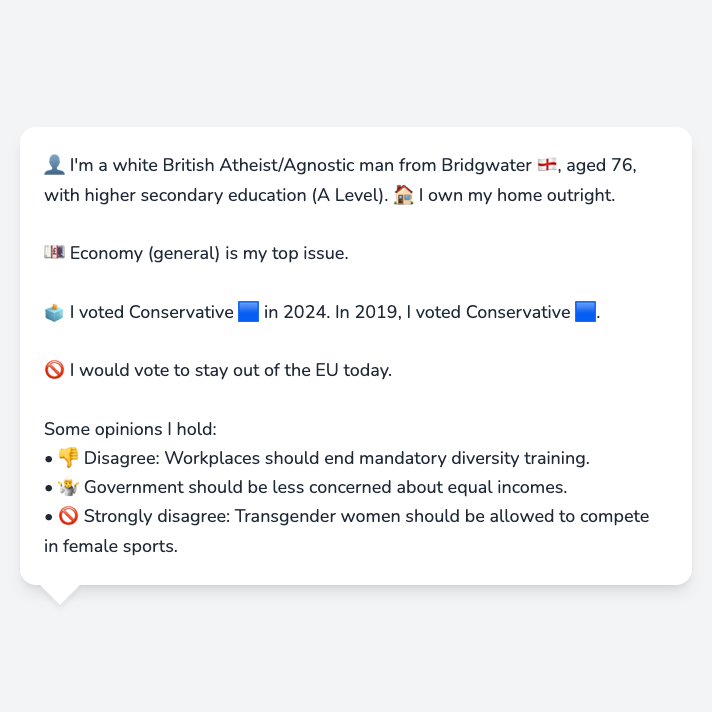 👤 I'm a white British Atheist/Agnostic man from Bridgwater 🏴󠁧󠁢󠁥󠁮󠁧󠁿, aged 76,
with higher secondary education (A Level). 🏠 I own my home outright.
💷 Economy (general) is my top issue.
🗳️ I voted Conservative 🟦 in 2024. In 2019, I voted Conservative 🟦.
🚫 I would vote to stay out of the EU today.
Some opinions I hold:
• 👎 Disagree: Workplaces should end mandatory diversity training.
• 🤷 Government should be less concerned about equal incomes.
• 🚫 Strongly disagree: Transgender women should be allowed to compete
in female sports.